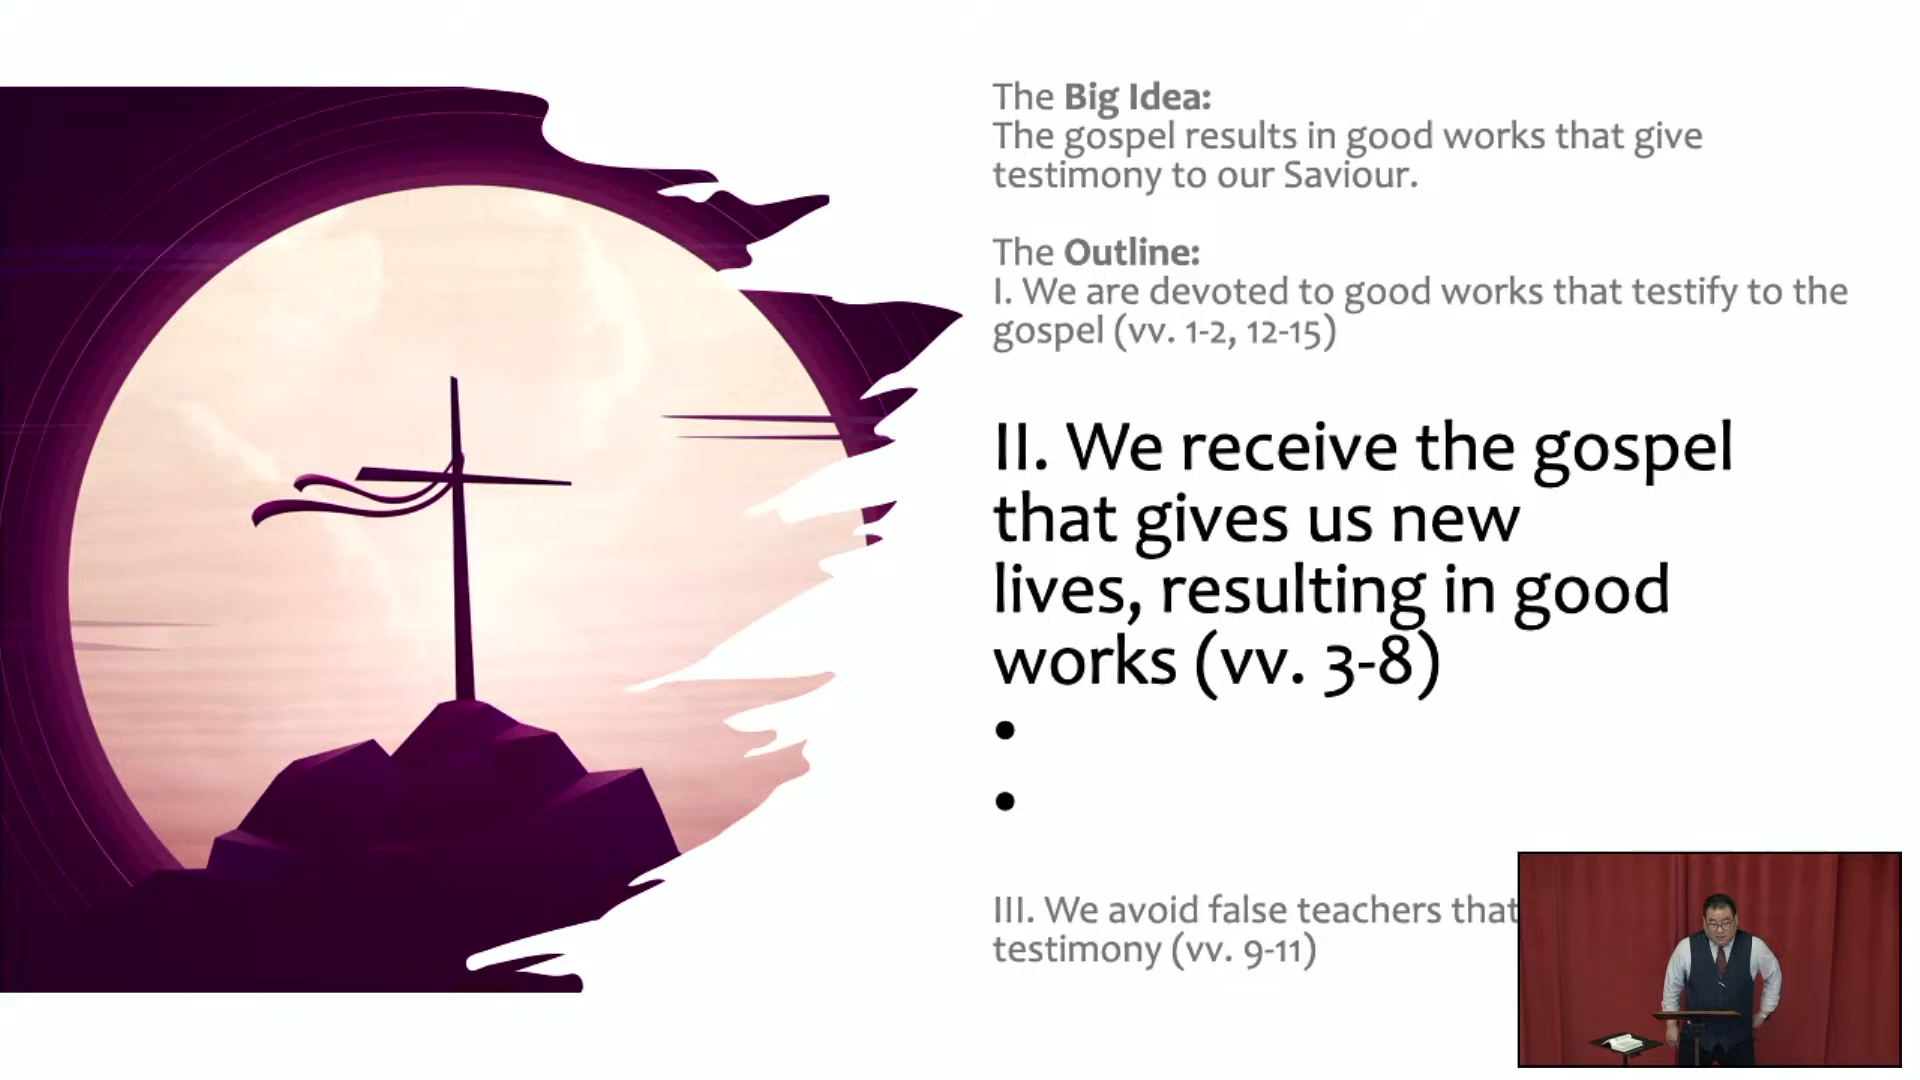 The Big Idea:
The gospel results in good works that give
testimony to our Saviour.
The Outline:
I. We are devoted to good works that testify to the
gospel (vv. 1-2, 12-15)
II. We receive the gospel
that gives us new
lives, resulting in good
works (vv. 3-8)
•
•
III. We avoid false teachers that
testimony (vv. 9-11)